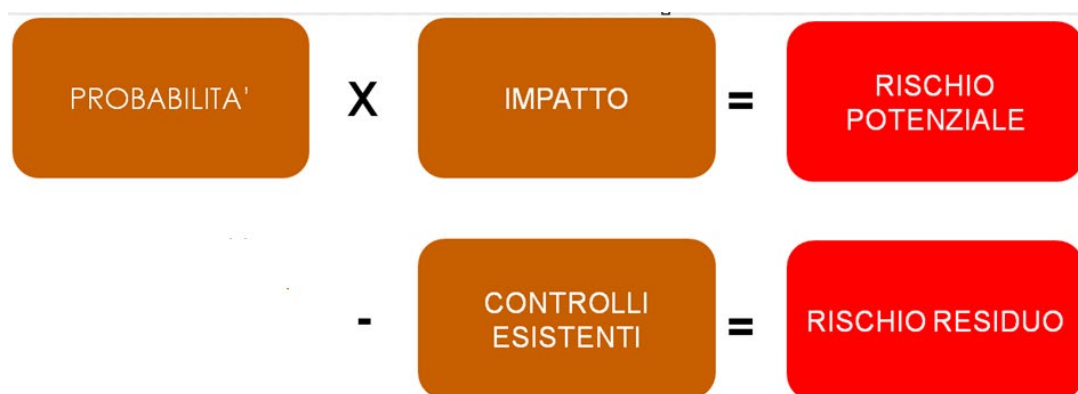 PROBABILITA'
X
IMPATTO
=
RISCHIO
POTENZIALE
-
CONTROLLI
ESISTENTI
=
RISCHIO RESIDUO